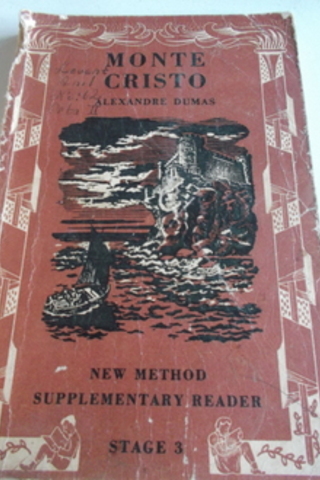 MONTE
CRISTO
ALEXANDRE DUMAS
NEW METHOD
SUPPLEMENTARY READER
STAGE 3